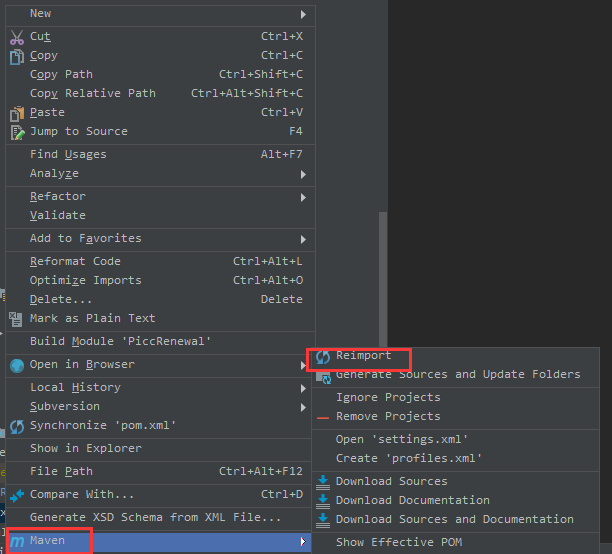 New
Cut Ctrl+X
Copy Ctrl+C
Copy Path Ctrl+Shift+C
Copy Relative Path Ctrl+Alt+Shift+C
Paste Ctrl+V
Jump to Source F4
Find Usages Alt+F7
Analyze
Refactor
Validate
Add to Favorites
Reformat Code Ctrl+Alt+L
Optimize Imports Ctrl+Alt+O
Delete... Delete
Mark as Plain Text
Build Module 'PiccRenewal'
Open in Browser
Local History
Subversion
Synchronize 'pom.xml'
Show in Explorer
File Path Ctrl+Alt+F12
Compare With... Ctrl+D
Generate XSD Schema from XML File...
Maven
Reimport
Generate Sources and Update Folders
Ignore Projects
Remove Projects
Open 'settings.xml'
Create 'profiles.xml'
Download Sources
Download Documentation
Download Sources and Documentation
Show Effective POM